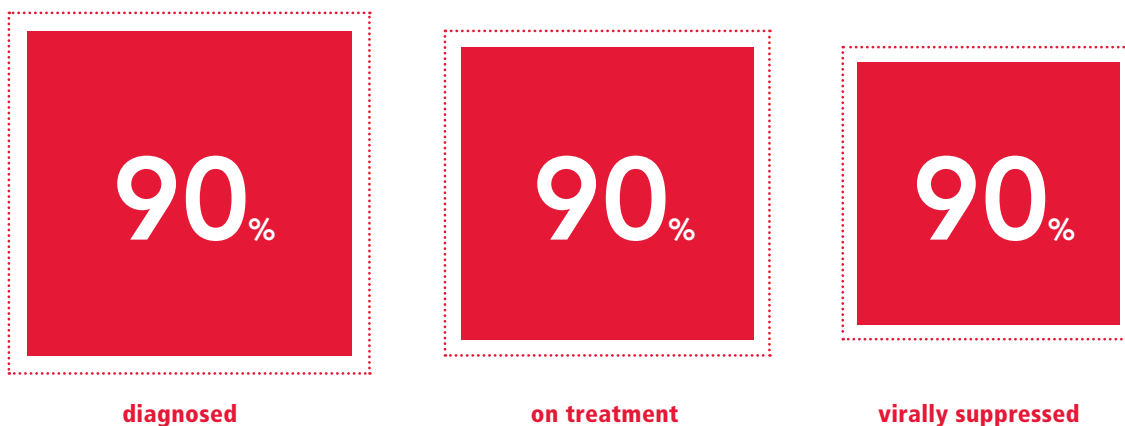 90% 90% 90%
diagnosed on treatment virally suppressed